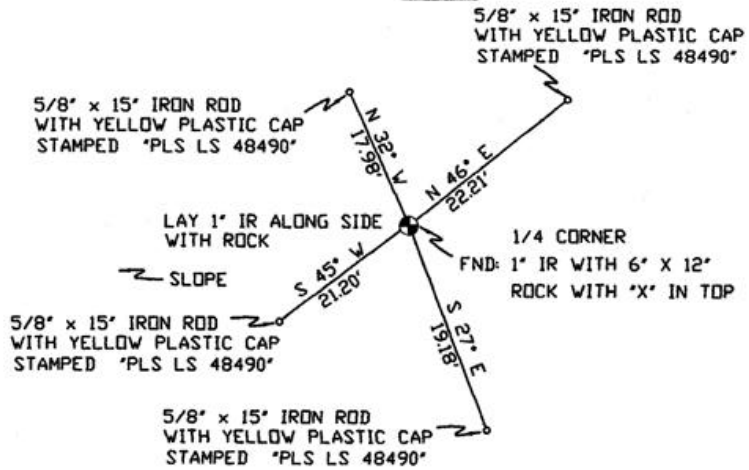 5/8" x 15" IRON ROD
WITH YELLOW PLASTIC CAP
STAMPED "PLS LS 48490"
5/8" x 15" IRON ROD
WITH YELLOW PLASTIC CAP
STAMPED "PLS LS 48490"
N 32° W
17.98'
N 46° E
22.21'
LAY 1" IR ALONG SIDE
WITH ROCK
1/4 CORNER
FND: 1" IR WITH 6" X 12"
ROCK WITH "X" IN TOP
SLOPE
S 45° W
21.20'
5/8" x 15" IRON ROD
WITH YELLOW PLASTIC CAP
STAMPED "PLS LS 48490"
S 27° E
19.18'
5/8" x 15" IRON ROD
WITH YELLOW PLASTIC CAP
STAMPED "PLS LS 48490"